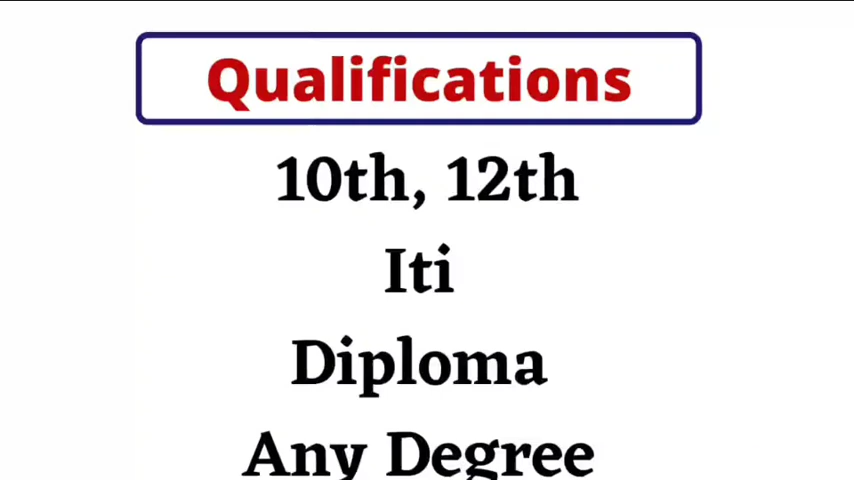 Qualifications
10th, 12th
Iti
Diploma
Any Degree